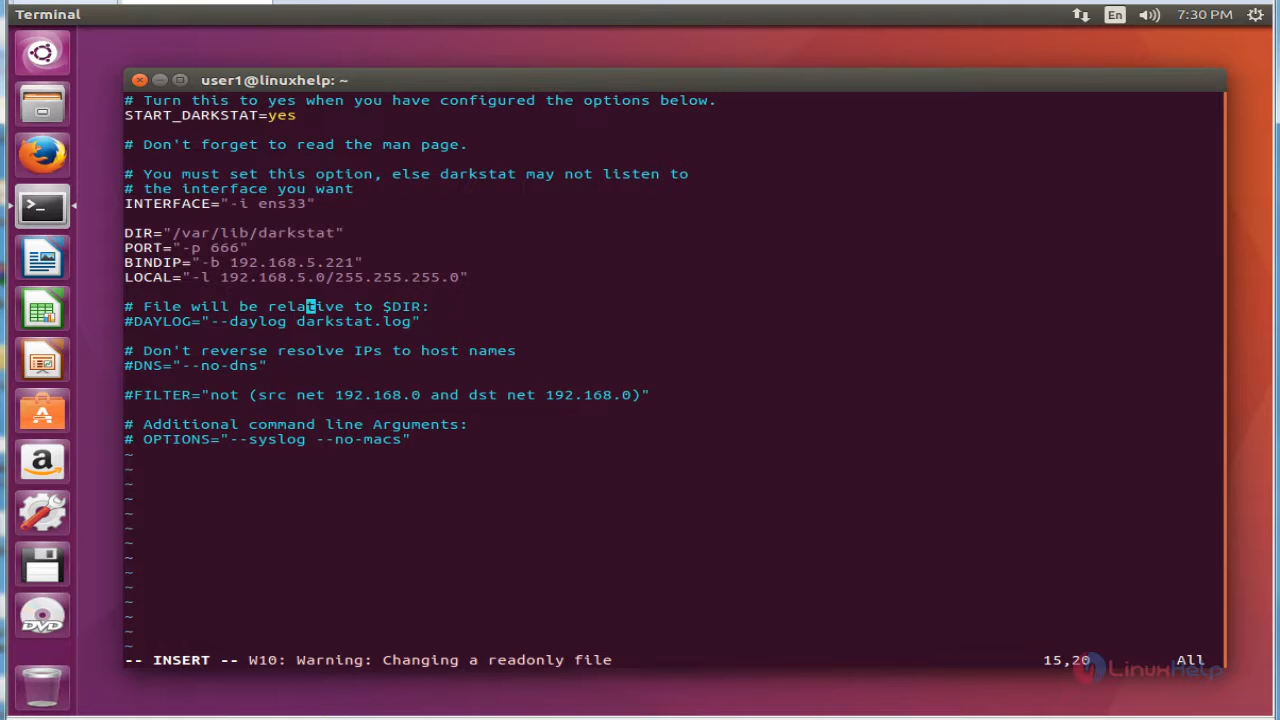 Terminal
En
7:30 PM
user1@linuxhelp: ~
# Turn this to yes when you have configured the options below.
START_DARKSTAT=yes
# Don't forget to read the man page.
# You must set this option, else darkstat may not listen to
# the interface you want
INTERFACE="-i ens33"
DIR="/var/lib/darkstat"
PORT="-p 666"
BINDIP="-b 192.168.5.221"
LOCAL="-l 192.168.5.0/255.255.255.0"
# File will be relative to $DIR:
#DAYLOG="--daylog darkstat.log"
# Don't reverse resolve IPs to host names
#DNS="--no-dns"
#FILTER="not (src net 192.168.0 and dst net 192.168.0)"
# Additional command line Arguments:
# OPTIONS="--syslog --no-macs"
~
~
~
~
~
~
~
~
~
~
~
~
~
~
-- INSERT -- W10: Warning: Changing a readonly file 15,20 All
LinuxHelp
>_
a
A
DVD